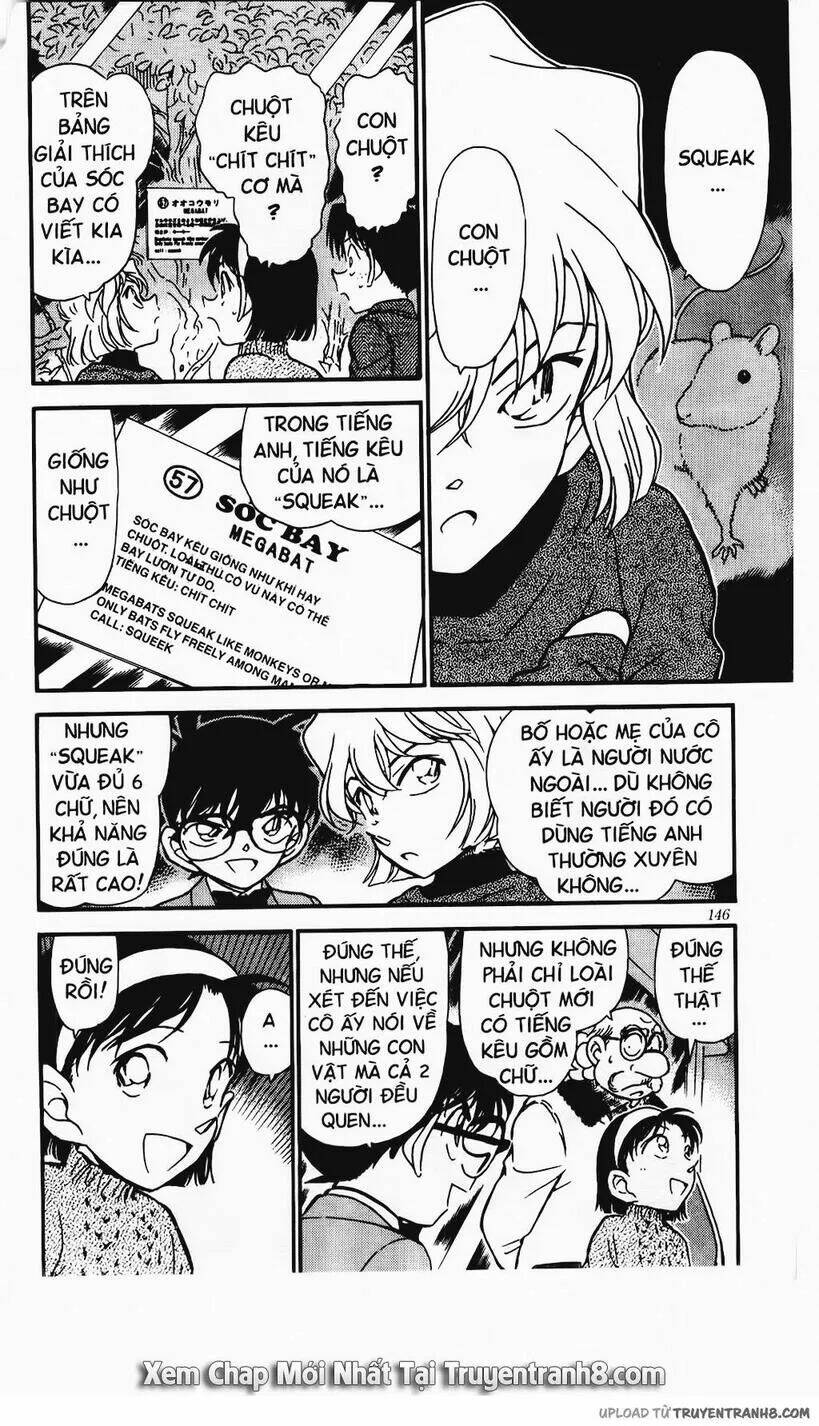 SQUEAK
...
CON
CHUỘT
...
CON
CHUỘT
?
CHUỘT
KÊU
"CHÍT CHÍT"
CƠ MÀ
?
TRÊN
BẢNG
GIẢI THÍCH
CỦA SÓC
BAY CÓ
VIẾT KIA
KÌA...
57 オオコウモリ
MEGABAT
TRONG TIẾNG
ANH, TIẾNG KÊU
CỦA NÓ LÀ
"SQUEAK"...
GIỐNG
NHƯ
CHUỘT
...
57
SÓC BAY
MEGABAT
SÓC BAY KÊU GIỐNG NHƯ KHỈ HAY
CHUỘT. LOÀI THÚ CÓ VÚ NÀY CÓ THỂ
BAY LƯỢN TỰ DO.
TIẾNG KÊU: CHÍT CHÍT
MEGABATS SQUEAK LIKE MONKEYS OR
ONLY BATS FLY FREELY AMONG
CALL: SQUEEK
BỐ HOẶC MẸ CỦA CÔ
ẤY LÀ NGƯỜI NƯỚC
NGOÀI... DÙ KHÔNG
BIẾT NGƯỜI ĐÓ CÓ
DÙNG TIẾNG ANH
THƯỜNG XUYÊN
KHÔNG...
NHƯNG
"SQUEAK"
VỪA ĐỦ 6
CHỮ, NÊN
KHẢ NĂNG
ĐÚNG LÀ
RẤT CAO!
146
ĐÚNG
THẾ
THẬT
...
NHƯNG KHÔNG
PHẢI CHỈ LOÀI
CHUỘT MỚI
CÓ TIẾNG
KÊU GỒM
CHỮ...
ĐÚNG THẾ,
NHƯNG NẾU
XÉT ĐẾN VIỆC
CÔ ẤY NÓI VỀ
NHỮNG CON
VẬT MÀ CẢ 2
NGƯỜI ĐỀU
QUEN...
A...
ĐÚNG
RỒI!
Xem Chap Mới Nhất Tại Truyentranh8.com
UPLOAD TỪ TRUYENTRANH8.COM